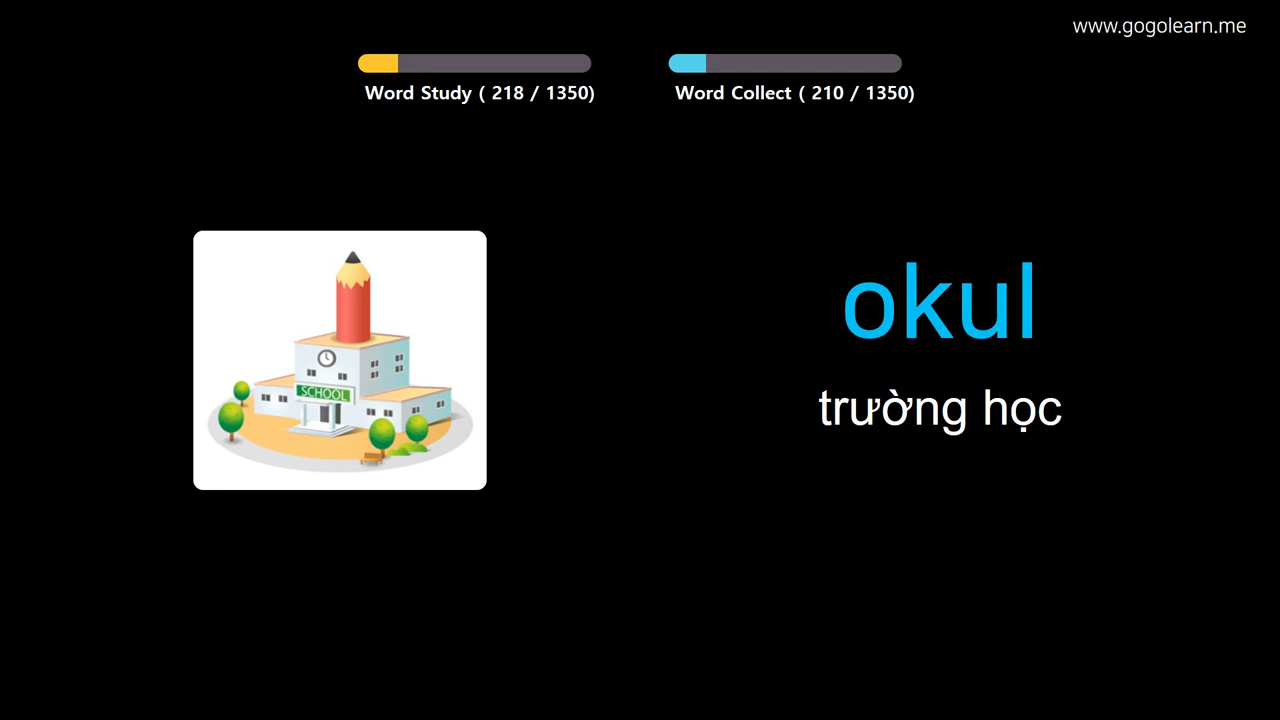 www.gogolearn.me
Word Study ( 218 / 1350)
Word Collect ( 210 / 1350)
SCHOOL
okul
trường học